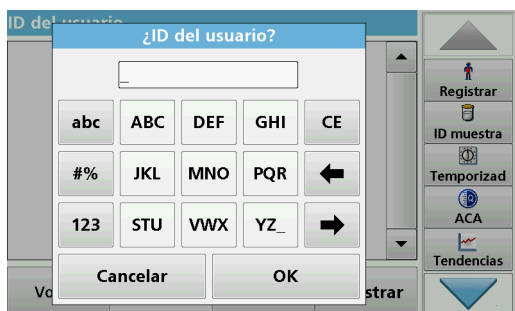 ID del usuario
¿ID del usuario?
_
abc ABC DEF GHI CE
#% JKL MNO PQR
123 STU VWX YZ_
Cancelar OK
Vo
strar
Registrar
ID muestra
Temporizad
ACA
Tendencias